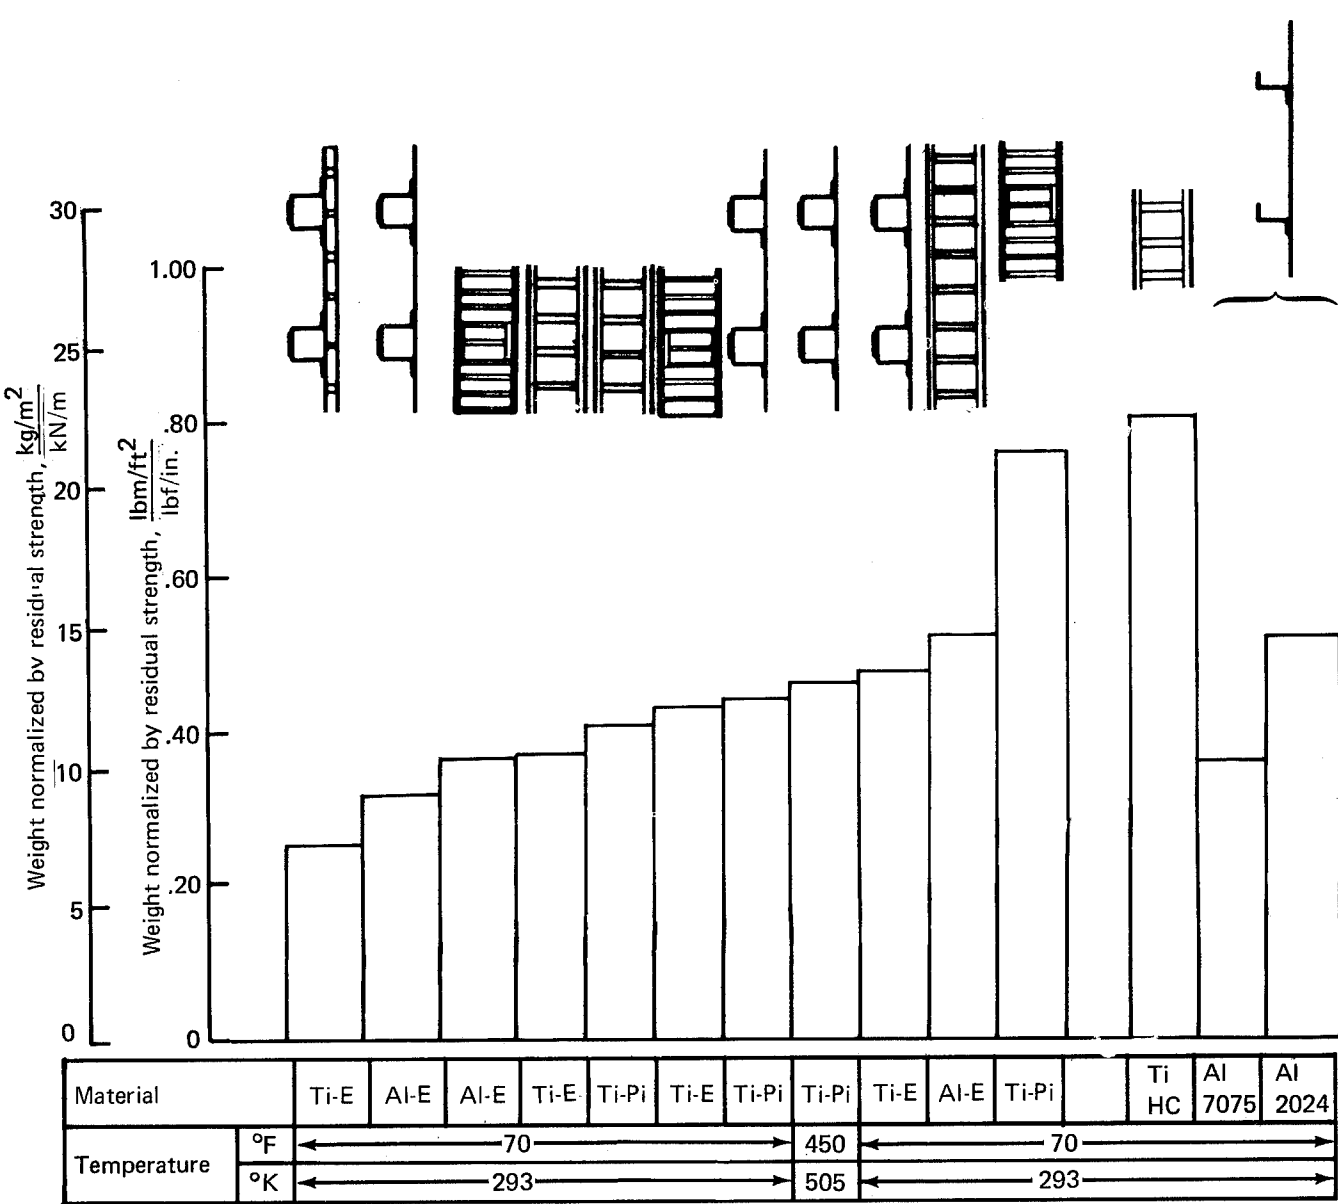 30
25
20
15
10
5
0
Weight normalized by residual strength, kg/m2
kN/m
1.00
.80
.60
.40
.20
0
Weight normalized by residual strength, lbm/ft2
lbf/in.
Material Ti-E Al-E Al-E Ti-E Ti-Pi Ti-E Ti-Pi Ti-Pi Ti-E Al-E Ti-Pi Ti HC Al 7075 Al 2024
Temperature
°F 70 450 70
°K 293 505 293